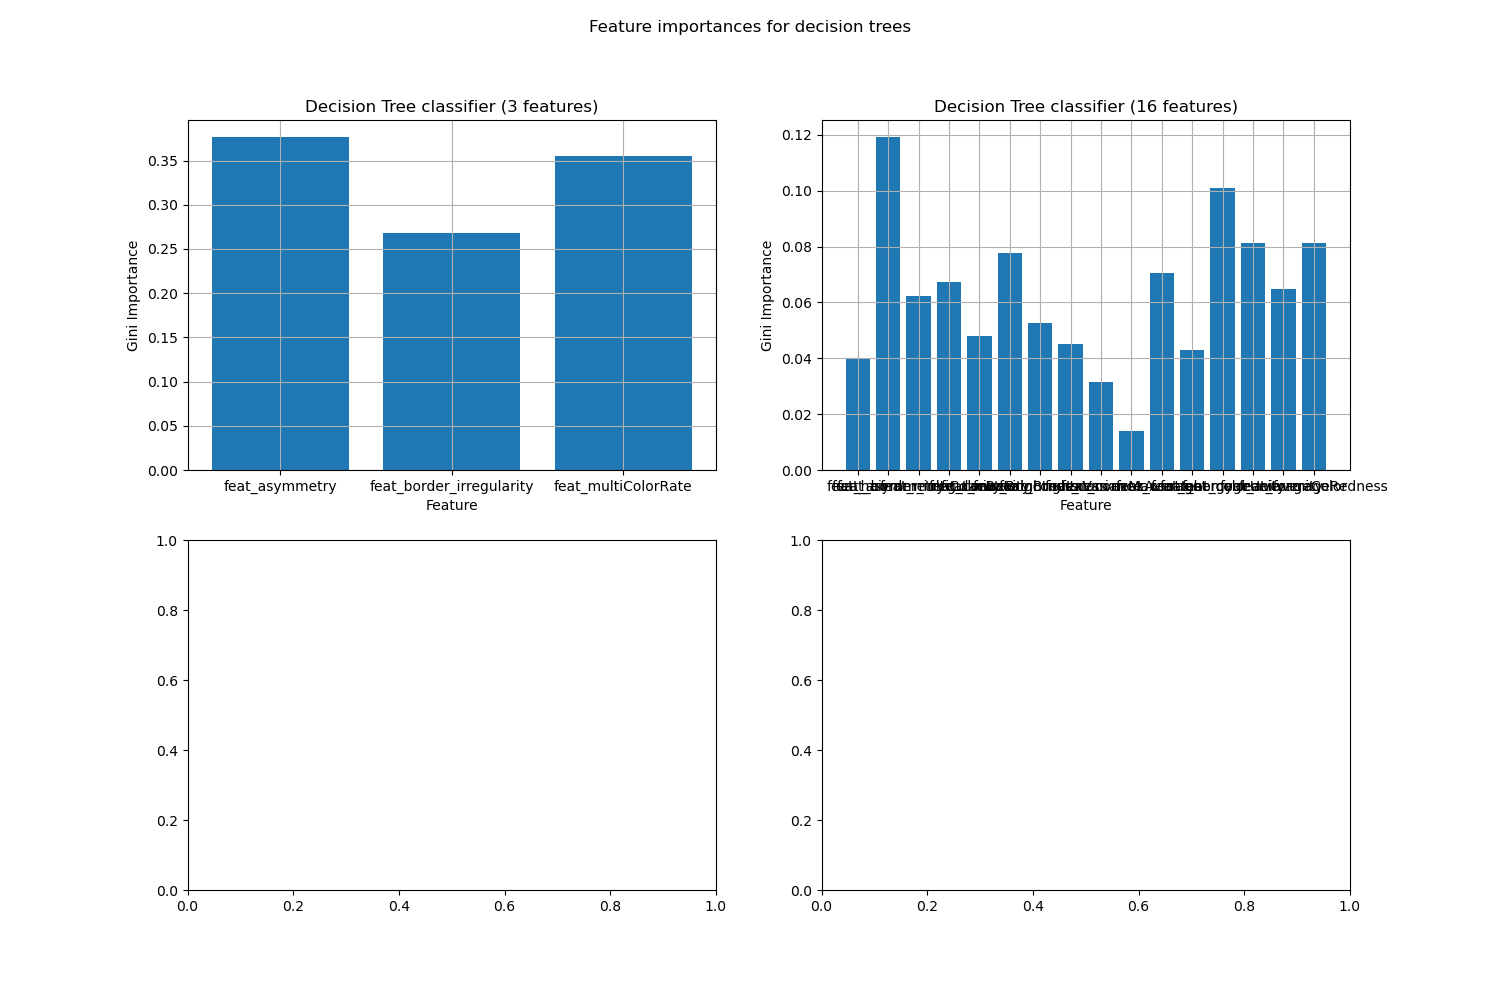 Feature importances for decision trees
Decision Tree classifier (3 features)
Gini Importance
0.35
0.30
0.25
0.20
0.15
0.10
0.05
0.00
feat_asymmetry feat_border_irregularity feat_multiColorRate
Feature
Decision Tree classifier (16 features)
Gini Importance
0.12
0.10
0.08
0.06
0.04
0.02
0.00
Feature
1.0
0.8
0.6
0.4
0.2
0.0
0.0 0.2 0.4 0.6 0.8 1.0
1.0
0.8
0.6
0.4
0.2
0.0
0.0 0.2 0.4 0.6 0.8 1.0